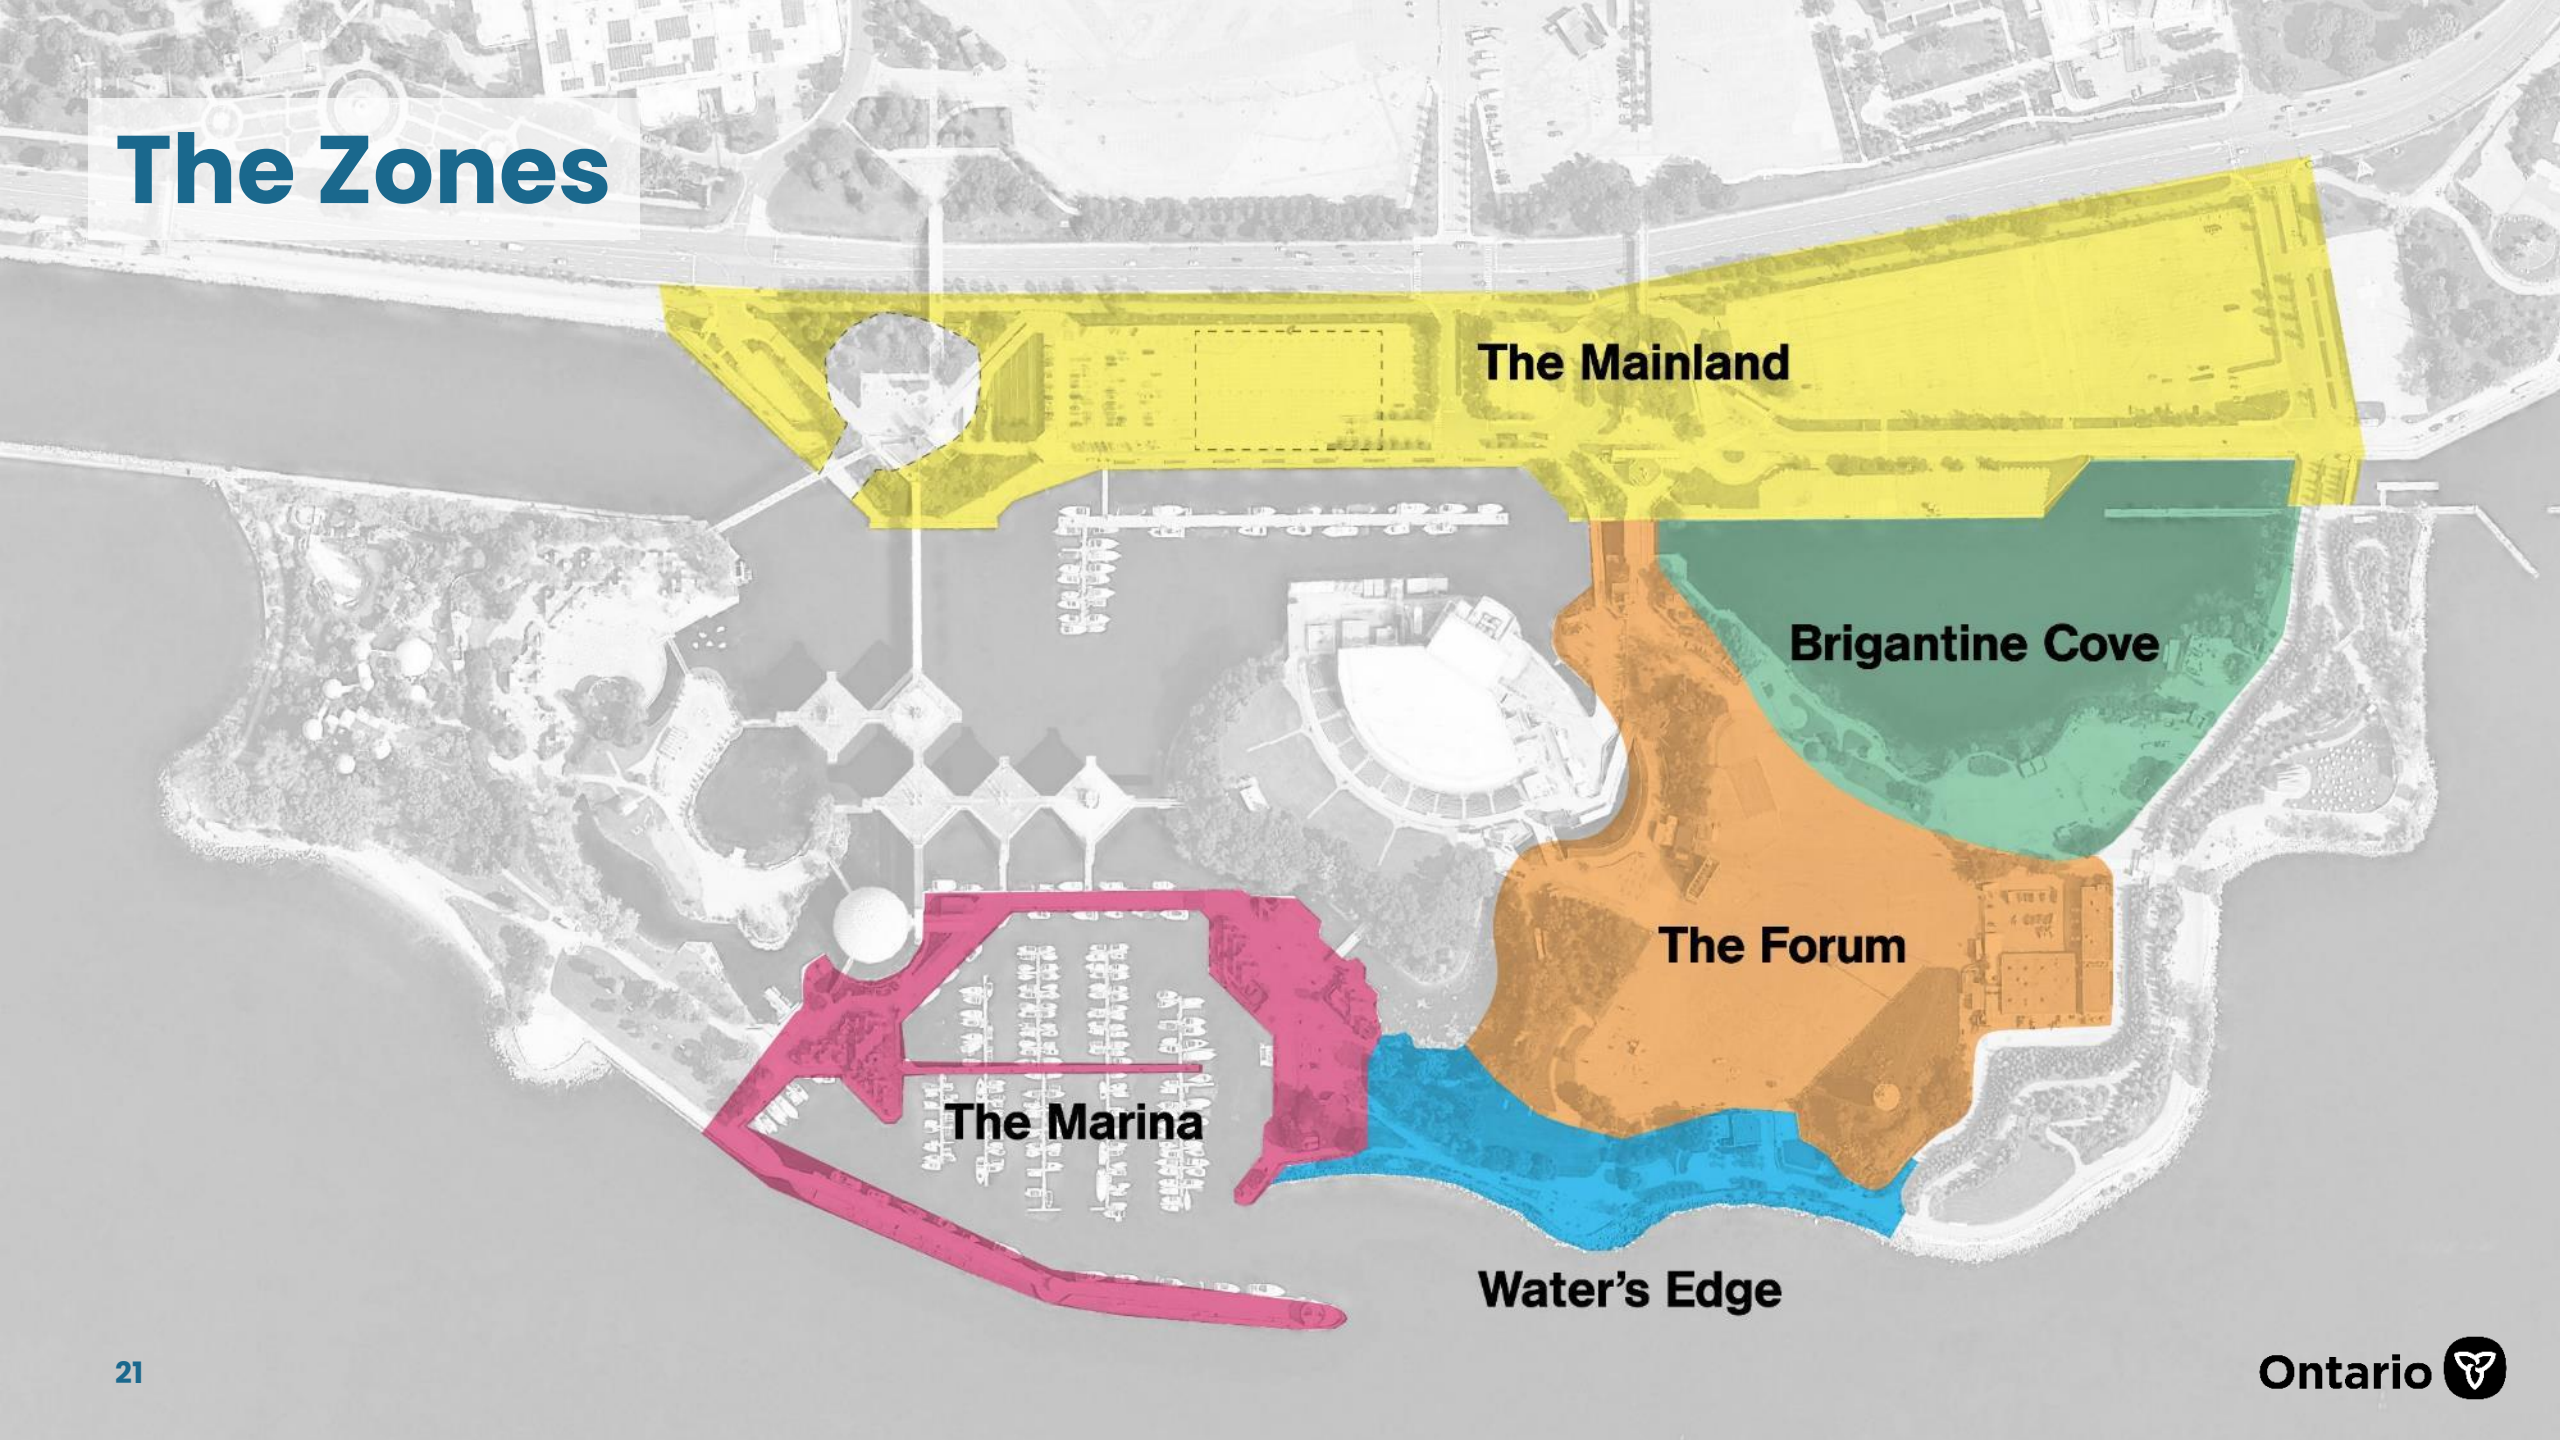 The Zones
The Mainland
Brigantine Cove
The Forum
The Marina
Water's Edge
21
Ontario